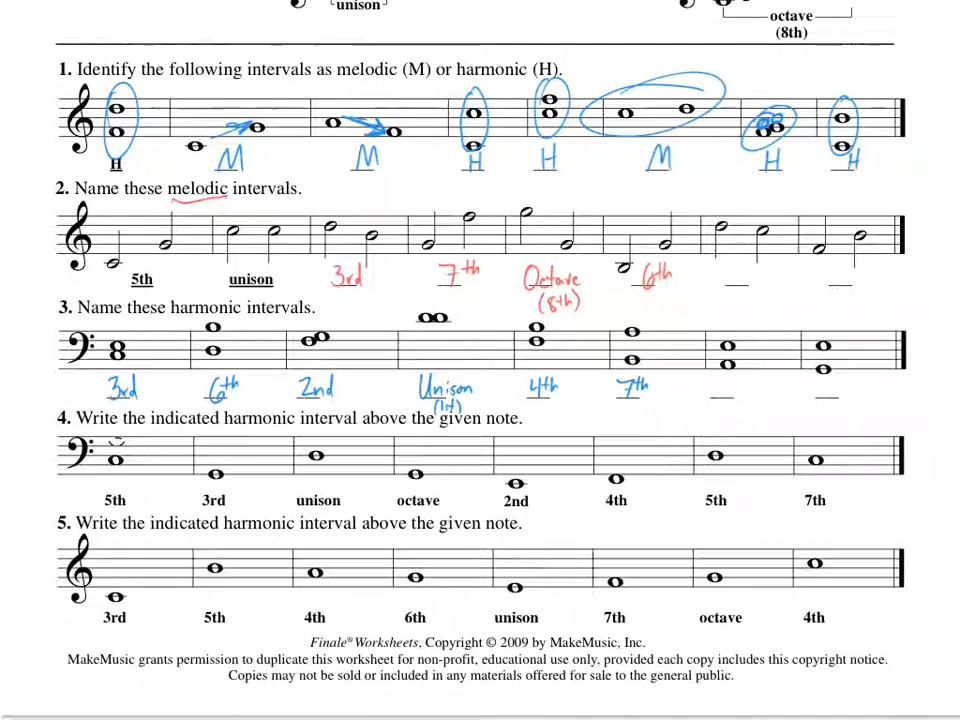 unison
octave
(8th)
1. Identify the following intervals as melodic (M) or harmonic (H).
H M M H H M H H
2. Name these melodic intervals.
5th unison 3rd 7th Octave 6th
(8th)
3. Name these harmonic intervals.
3rd 6th 2nd Unison 4th 7th
(1st)
4. Write the indicated harmonic interval above the given note.
5th 3rd unison octave 2nd 4th 5th 7th
5. Write the indicated harmonic interval above the given note.
3rd 5th 4th 6th unison 7th octave 4th
Finale® Worksheets, Copyright © 2009 by MakeMusic, Inc.
MakeMusic grants permission to duplicate this worksheet for non-profit, educational use only, provided each copy includes this copyright notice.
Copies may not be sold or included in any materials offered for sale to the general public.